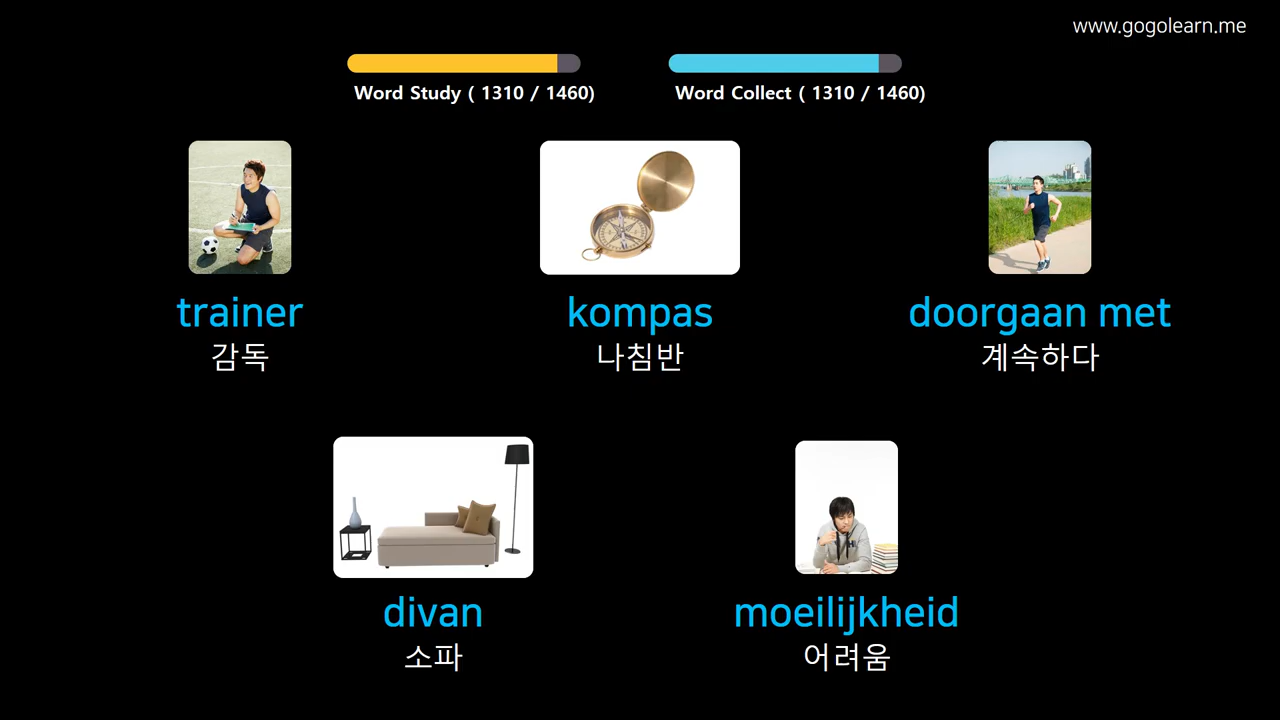 www.gogolearn.me
Word Study ( 1310 / 1460)
Word Collect ( 1310 / 1460)
trainer
감독
kompas
나침반
doorgaan met
계속하다
divan
소파
moeilijkheid
어려움